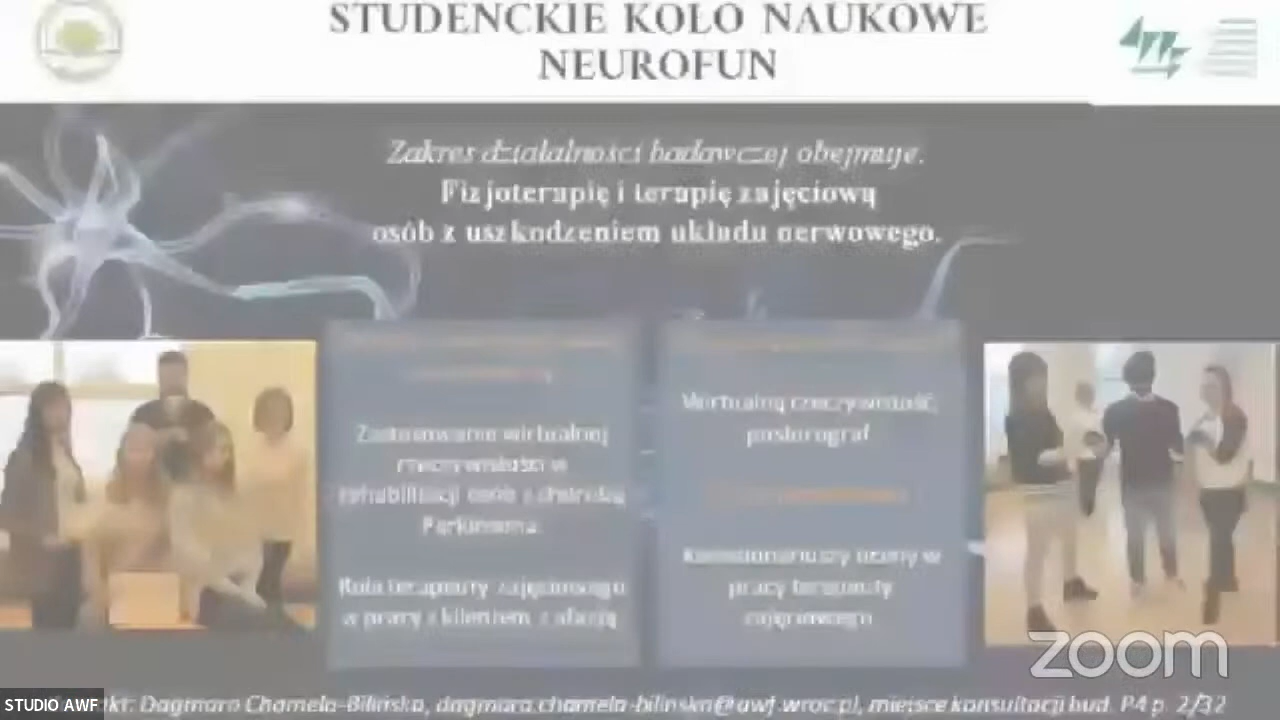 STUDENCKIE KOŁO NAUKOWE
NEUROFUN
Zakres działalności badawczej obejmuje:
Fizjoterapię i terapię zajęciową
osób z uszkodzeniem układu nerwowego.
Zastosowanie wirtualnej
rzeczywistości w
rehabilitacji osób z chorobą
Parkinsona.
Rola terapeuty zajęciowego
w pracy z klientem z afazją
Wirtualną rzeczywistość,
posturograf
Kwestionariuszy oceny w
pracy terapeuty
zajęciowego
Dagmara Chamela-Bilińska, dagmara.chamela-bilinska@awf.wroc.pl, miejsce konsultacji bud. P4 p. 2/32
STUDIO AWF
zoom